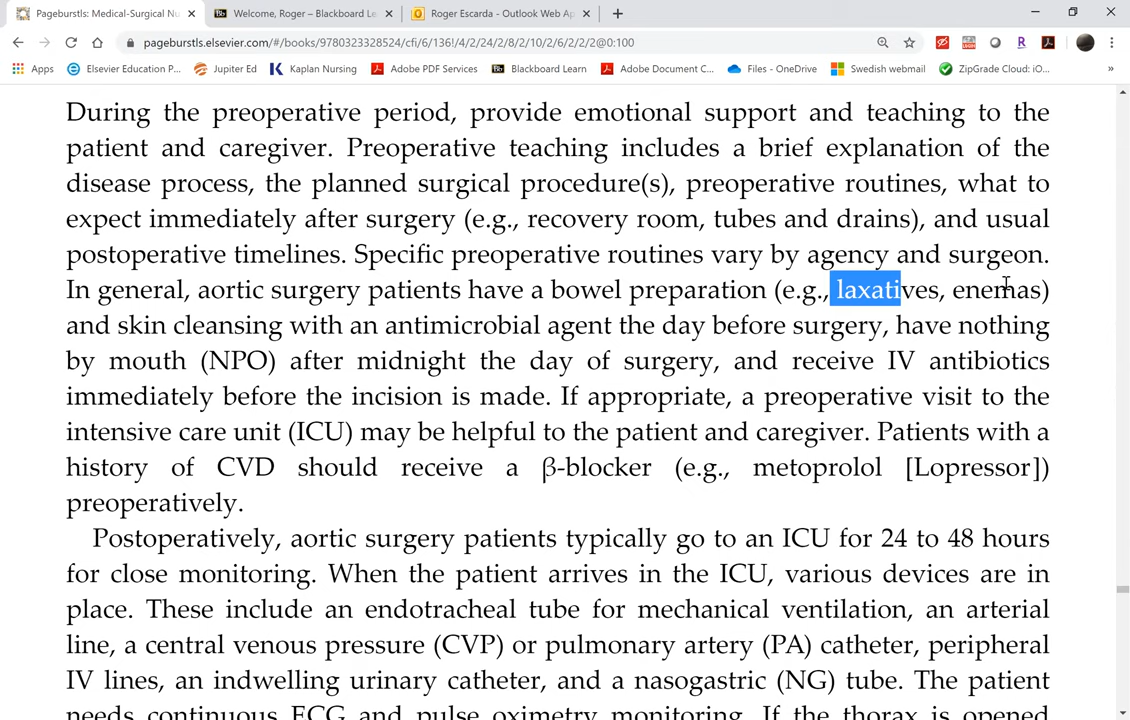 Pageburstls: Medical-Surgical Nu
Welcome, Roger – Blackboard Le
Roger Escarda - Outlook Web Ap
pageburstls.elsevier.com/#/books/9780323328524/cfi/6/136!/4/2/24/2/8/2/10/2/6/2/2/2@0:100
Apps
Elsevier Education P...
Jupiter Ed
Kaplan Nursing
Adobe PDF Services
Blackboard Learn
Adobe Document C...
Files - OneDrive
Swedish webmail
ZipGrade Cloud: iO...
»
During the preoperative period, provide emotional support and teaching to the
patient and caregiver. Preoperative teaching includes a brief explanation of the
disease process, the planned surgical procedure(s), preoperative routines, what to
expect immediately after surgery (e.g., recovery room, tubes and drains), and usual
postoperative timelines. Specific preoperative routines vary by agency and surgeon.
In general, aortic surgery patients have a bowel preparation (e.g., laxatives, enemas)
and skin cleansing with an antimicrobial agent the day before surgery, have nothing
by mouth (NPO) after midnight the day of surgery, and receive IV antibiotics
immediately before the incision is made. If appropriate, a preoperative visit to the
intensive care unit (ICU) may be helpful to the patient and caregiver. Patients with a
history of CVD should receive a β-blocker (e.g., metoprolol [Lopressor])
preoperatively.
Postoperatively, aortic surgery patients typically go to an ICU for 24 to 48 hours
for close monitoring. When the patient arrives in the ICU, various devices are in
place. These include an endotracheal tube for mechanical ventilation, an arterial
line, a central venous pressure (CVP) or pulmonary artery (PA) catheter, peripheral
IV lines, an indwelling urinary catheter, and a nasogastric (NG) tube. The patient
needs continuous ECG and pulse oximetry monitoring. If the thorax is opened